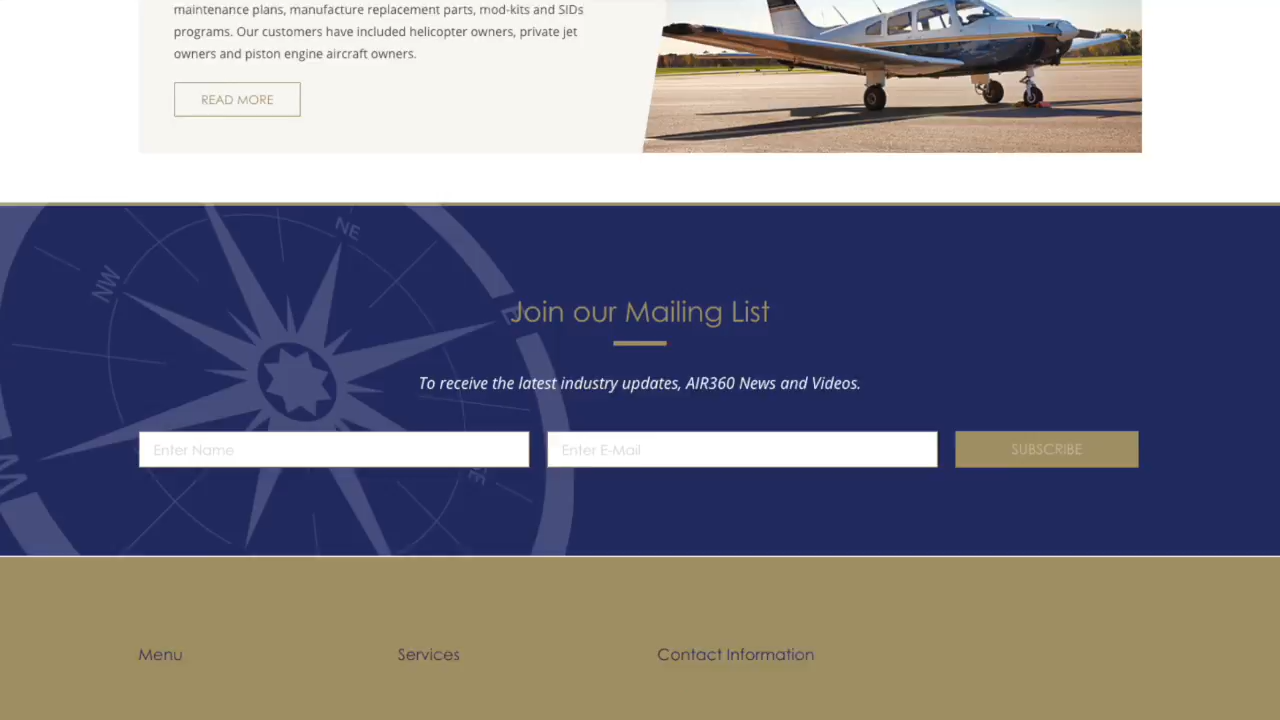 maintenance plans, manufacture replacement parts, mod-kits and SIDs
programs. Our customers have included helicopter owners, private jet
owners and piston engine aircraft owners.
READ MORE
NE
NW
Join our Mailing List
To receive the latest industry updates, AIR360 News and Videos.
Enter Name
Enter E-Mail
SUBSCRIBE
Menu
Services
Contact Information